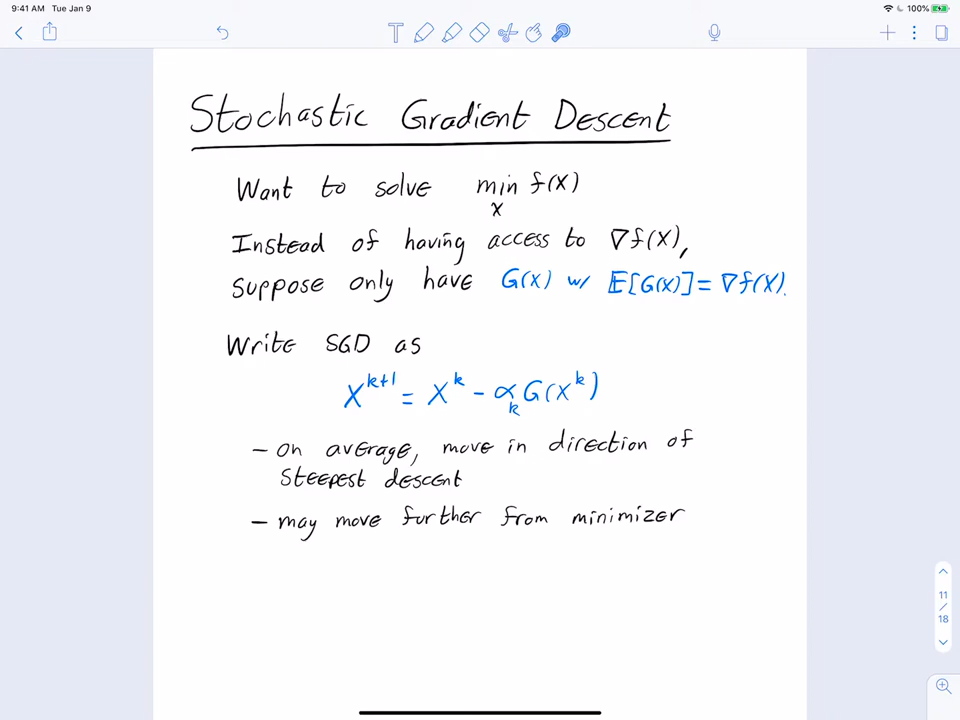 9:41 AM Tue Jan 9
100%
T
Stochastic Gradient Descent
Want to solve min f(x)
x
Instead of having access to ∇f(x),
suppose only have G(x) w/ E[G(x)] = ∇f(x).
Write SGD as
x^{k+1} = x^k - α_k G(x^k)
- on average, move in direction of
steepest descent
- may move further from minimizer
11
/
18